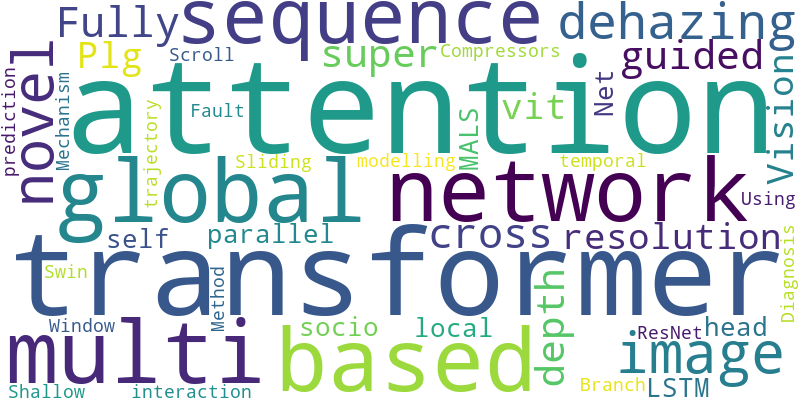 Fully sequence dehazing
Plg Scroll super Compressors guided
novel attention Vision
prediction Mechanism trajectory Fault MALS vit Net
Sliding modelling temporal
global network Using
self parallel cross resolution
transformer Diagnosis
Swin Method
Window socio local depth ResNet head
multi based image
Shallow interaction Branch LSTM